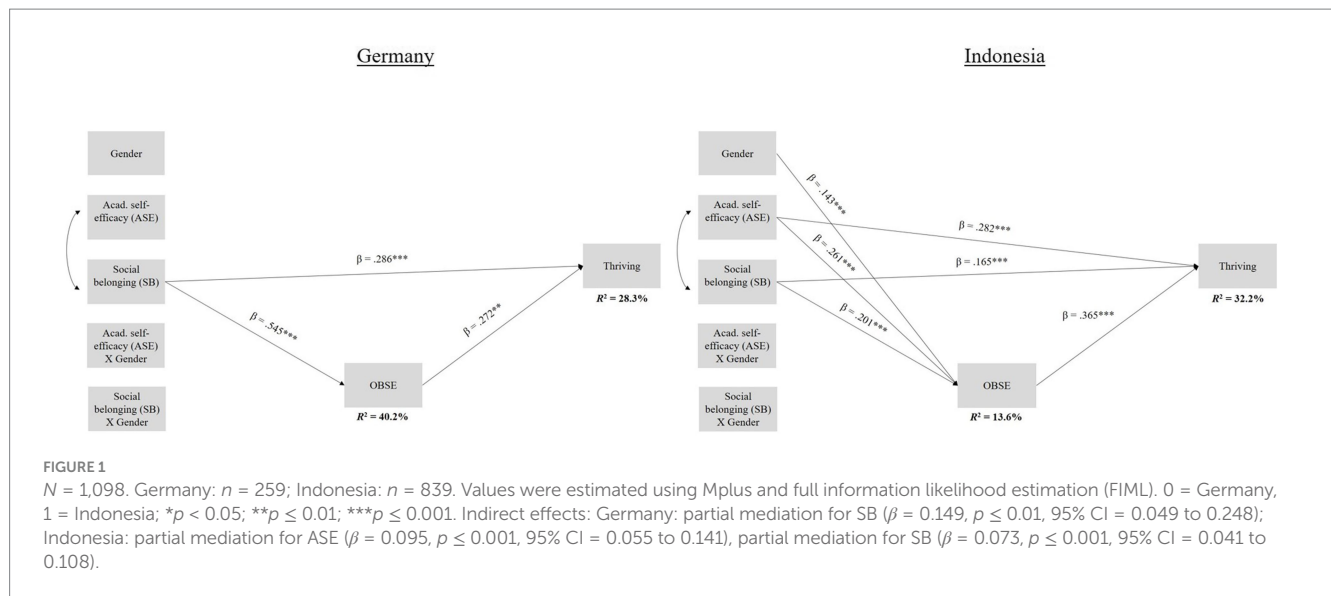 Germany
Gender
Acad. self-
efficacy (ASE)
Social
belonging (SB)
Acad. self-
efficacy (ASE)
X Gender
Social
belonging (SB)
X Gender
β = .286***
β = .545***
β = .272**
Thriving
R² = 28.3%
OBSE
R² = 40.2%
Indonesia
Gender
Acad. self-
efficacy (ASE)
Social
belonging (SB)
Acad. self-
efficacy (ASE)
X Gender
Social
belonging (SB)
X Gender
β = .143***
β = .282***
β = .261***
β = .165***
β = .201***
β = .365***
Thriving
R² = 32.2%
OBSE
R² = 13.6%
FIGURE 1
N = 1,098. Germany: n = 259; Indonesia: n = 839. Values were estimated using Mplus and full information likelihood estimation (FIML). 0 = Germany,
1 = Indonesia; *p < 0.05; **p ≤ 0.01; ***p ≤ 0.001. Indirect effects: Germany: partial mediation for SB (β = 0.149, p ≤ 0.01, 95% CI = 0.049 to 0.248);
Indonesia: partial mediation for ASE (β = 0.095, p ≤ 0.001, 95% CI = 0.055 to 0.141), partial mediation for SB (β = 0.073, p ≤ 0.001, 95% CI = 0.041 to
0.108).